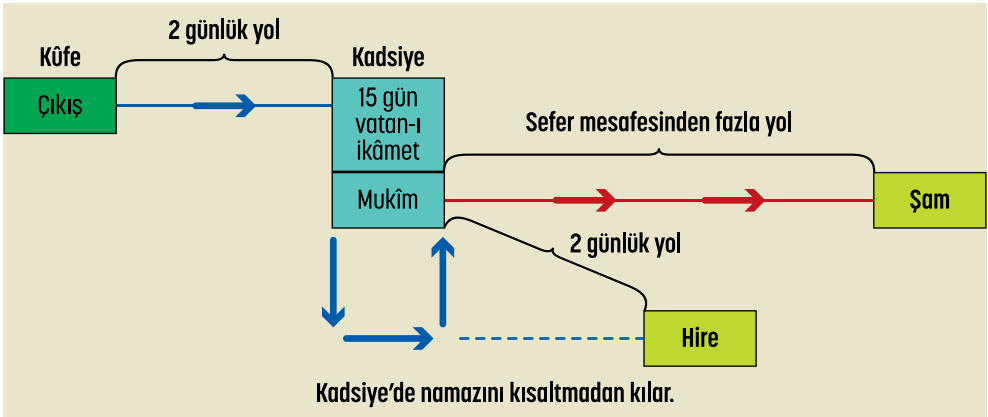 2 günlük yol
Kûfe
Kadsiye
Çıkış
15 gün
vatan-ı
ikâmet
Mukîm
Sefer mesafesinden fazla yol
Şam
2 günlük yol
Hire
Kadsiye’de namazını kısaltmadan kılar.